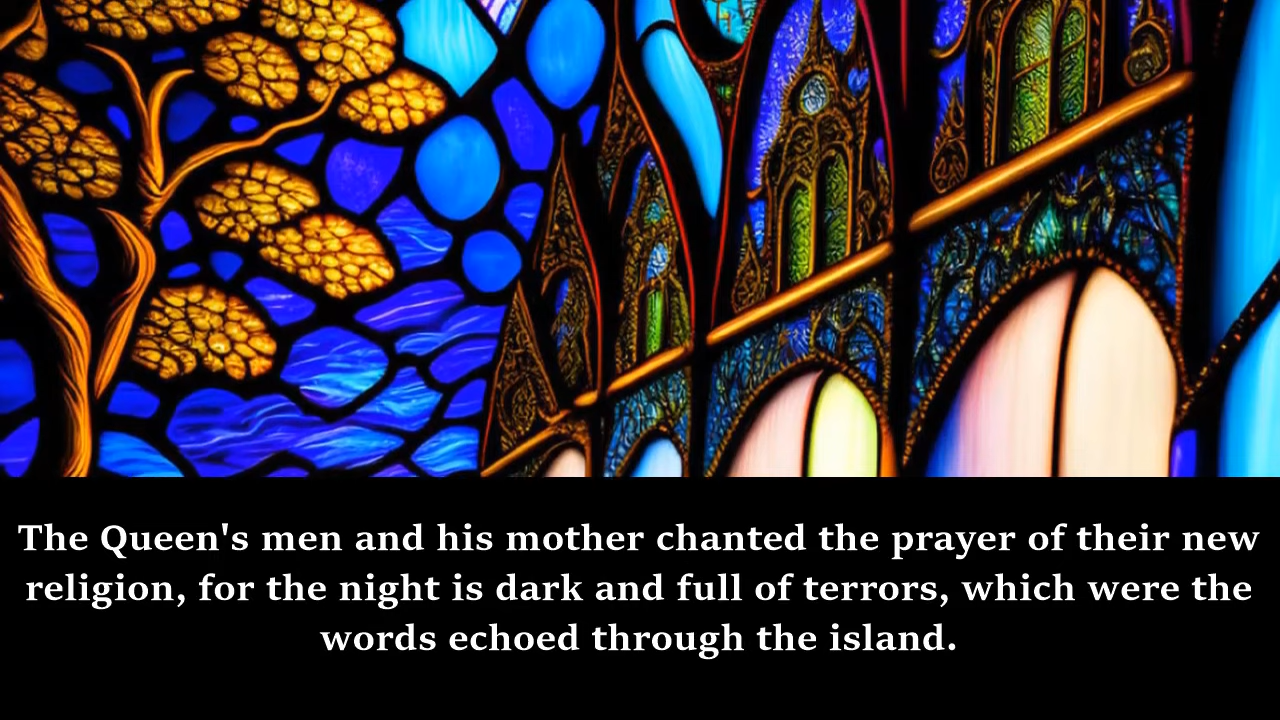 The Queen's men and his mother chanted the prayer of their new
religion, for the night is dark and full of terrors, which were the
words echoed through the island.